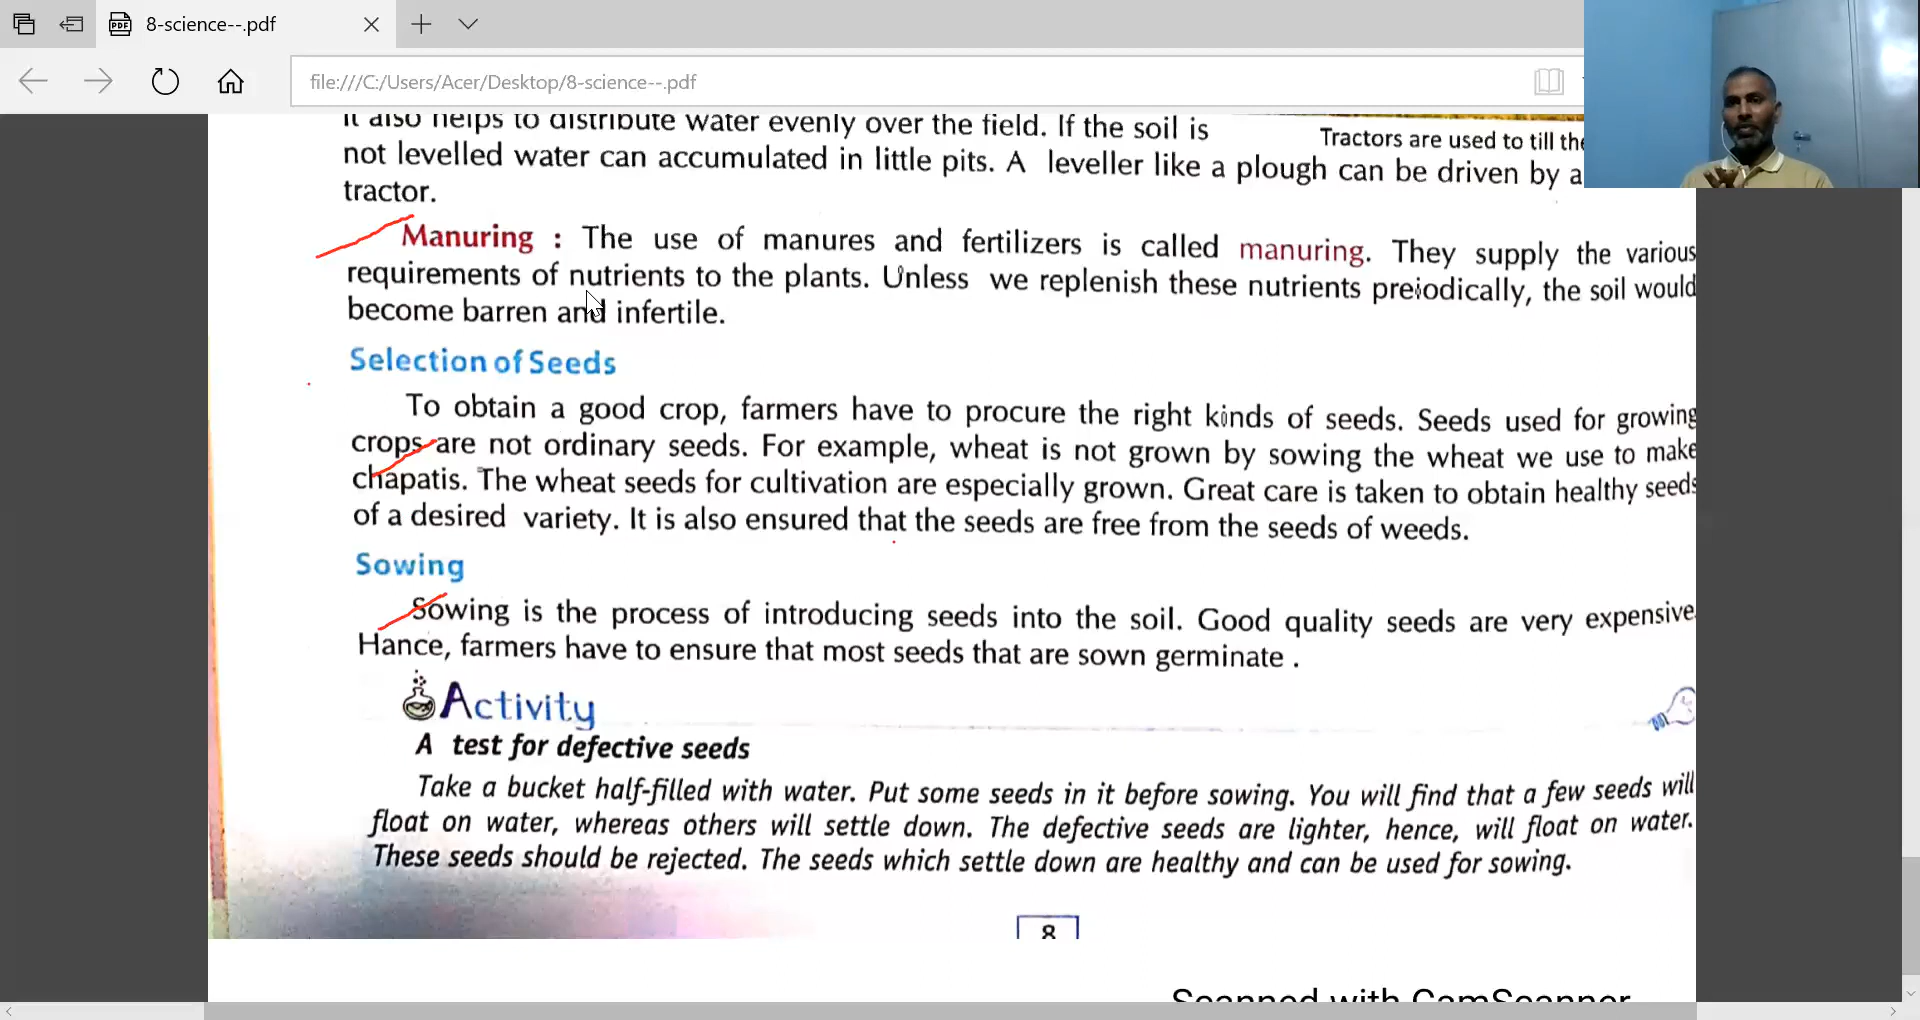 8-science--.pdf
file:///C:/Users/Acer/Desktop/8-science--.pdf
It also helps to distribute water evenly over the field. If the soil is
Tractors are used to till the
not levelled water can accumulated in little pits. A leveller like a plough can be driven by a
tractor.
Manuring : The use of manures and fertilizers is called manuring. They supply the various
requirements of nutrients to the plants. Unless we replenish these nutrients preiodically, the soil would
become barren and infertile.
Selection of Seeds
To obtain a good crop, farmers have to procure the right kinds of seeds. Seeds used for growing
crops are not ordinary seeds. For example, wheat is not grown by sowing the wheat we use to make
chapatis. The wheat seeds for cultivation are especially grown. Great care is taken to obtain healthy seeds
of a desired variety. It is also ensured that the seeds are free from the seeds of weeds.
Sowing
Sowing is the process of introducing seeds into the soil. Good quality seeds are very expensive.
Hance, farmers have to ensure that most seeds that are sown germinate .
Activity
A test for defective seeds
Take a bucket half-filled with water. Put some seeds in it before sowing. You will find that a few seeds will
float on water, whereas others will settle down. The defective seeds are lighter, hence, will float on water.
These seeds should be rejected. The seeds which settle down are healthy and can be used for sowing.
8
Scanned with CamScanner